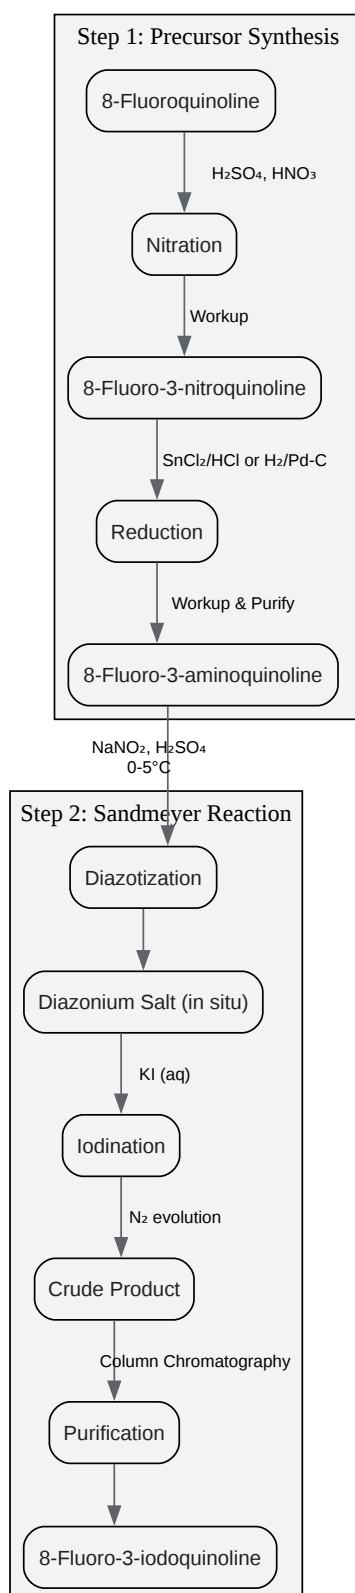 Step 1: Precursor Synthesis
8-Fluoroquinoline
H₂SO₄, HNO₃
Nitration
Workup
8-Fluoro-3-nitroquinoline
SnCl₂/HCl or H₂/Pd-C
Reduction
Workup & Purify
8-Fluoro-3-aminoquinoline
NaNO₂, H₂SO₄
0-5°C
Step 2: Sandmeyer Reaction
Diazotization
Diazonium Salt (in situ)
KI (aq)
Iodination
N₂ evolution
Crude Product
Column Chromatography
Purification
8-Fluoro-3-iodoquinoline